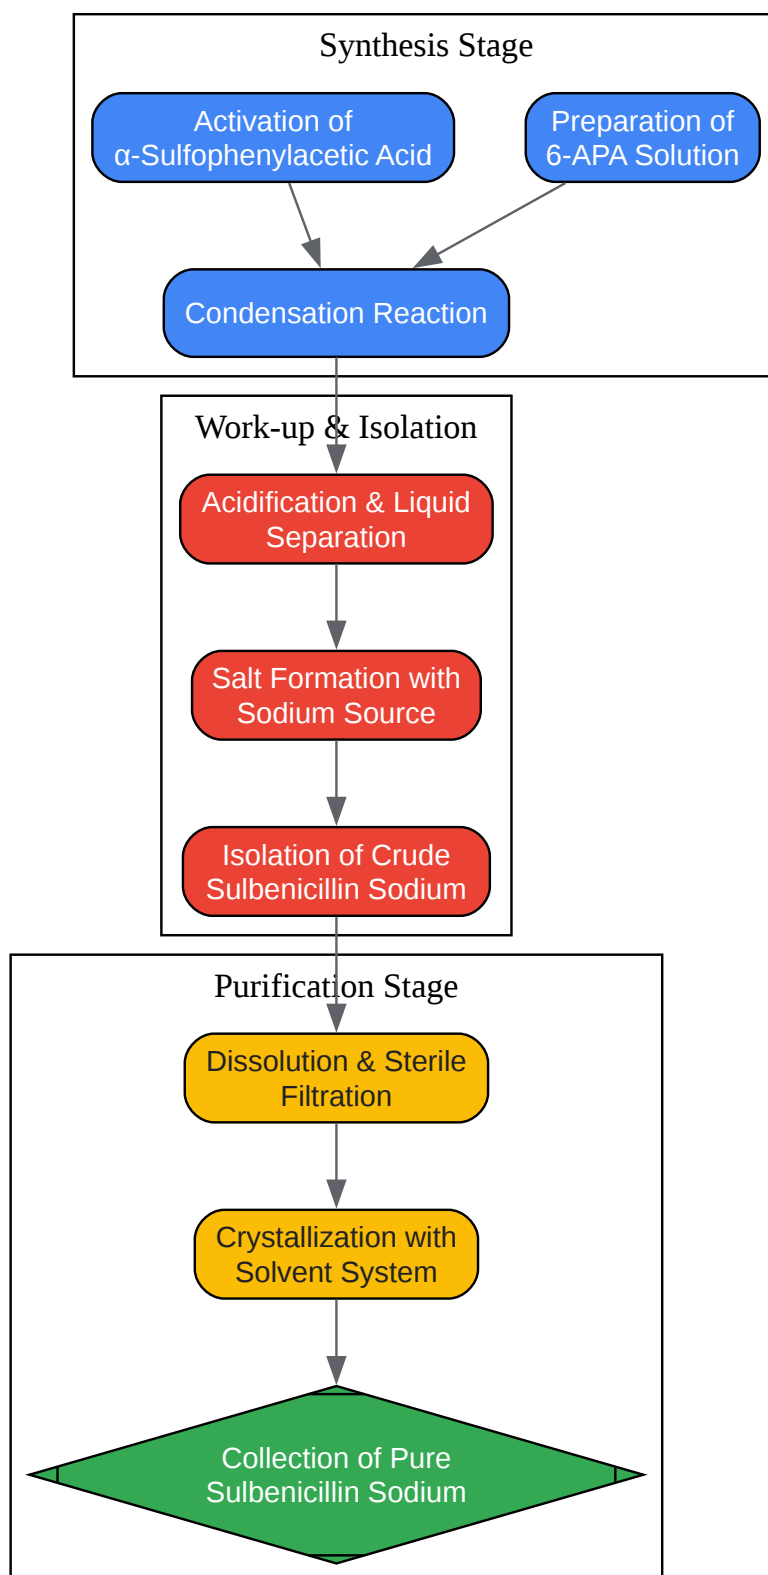 Synthesis Stage
Activation of
α-Sulfophenylacetic Acid
Preparation of
6-APA Solution
Condensation Reaction
Work-up & Isolation
Acidification & Liquid
Separation
Salt Formation with
Sodium Source
Isolation of Crude
Sulbenicillin Sodium
Purification Stage
Dissolution & Sterile
Filtration
Crystallization with
Solvent System
Collection of Pure
Sulbenicillin Sodium